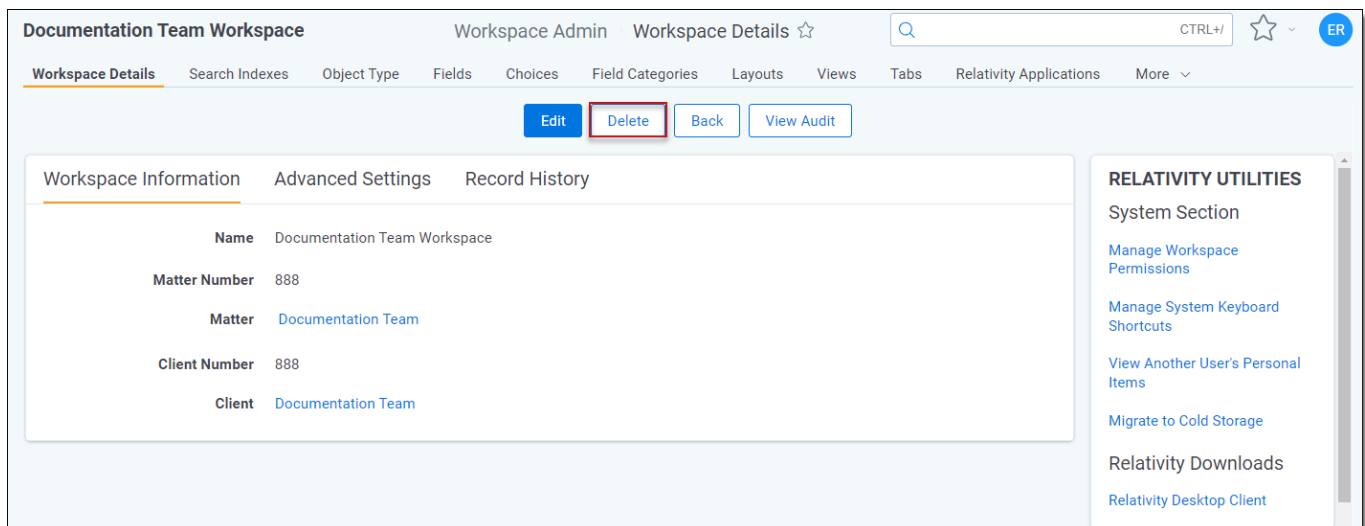 Documentation Team Workspace
Workspace Admin Workspace Details
CTRL+/
ER
Workspace Details Search Indexes Object Type Fields Choices Field Categories Layouts Views Tabs Relativity Applications More
Edit Delete Back View Audit
Workspace Information Advanced Settings Record History
Name Documentation Team Workspace
Matter Number 888
Matter Documentation Team
Client Number 888
Client Documentation Team
RELATIVITY UTILITIES
System Section
Manage Workspace
Permissions
Manage System Keyboard
Shortcuts
View Another User's Personal
Items
Migrate to Cold Storage
Relativity Downloads
Relativity Desktop Client